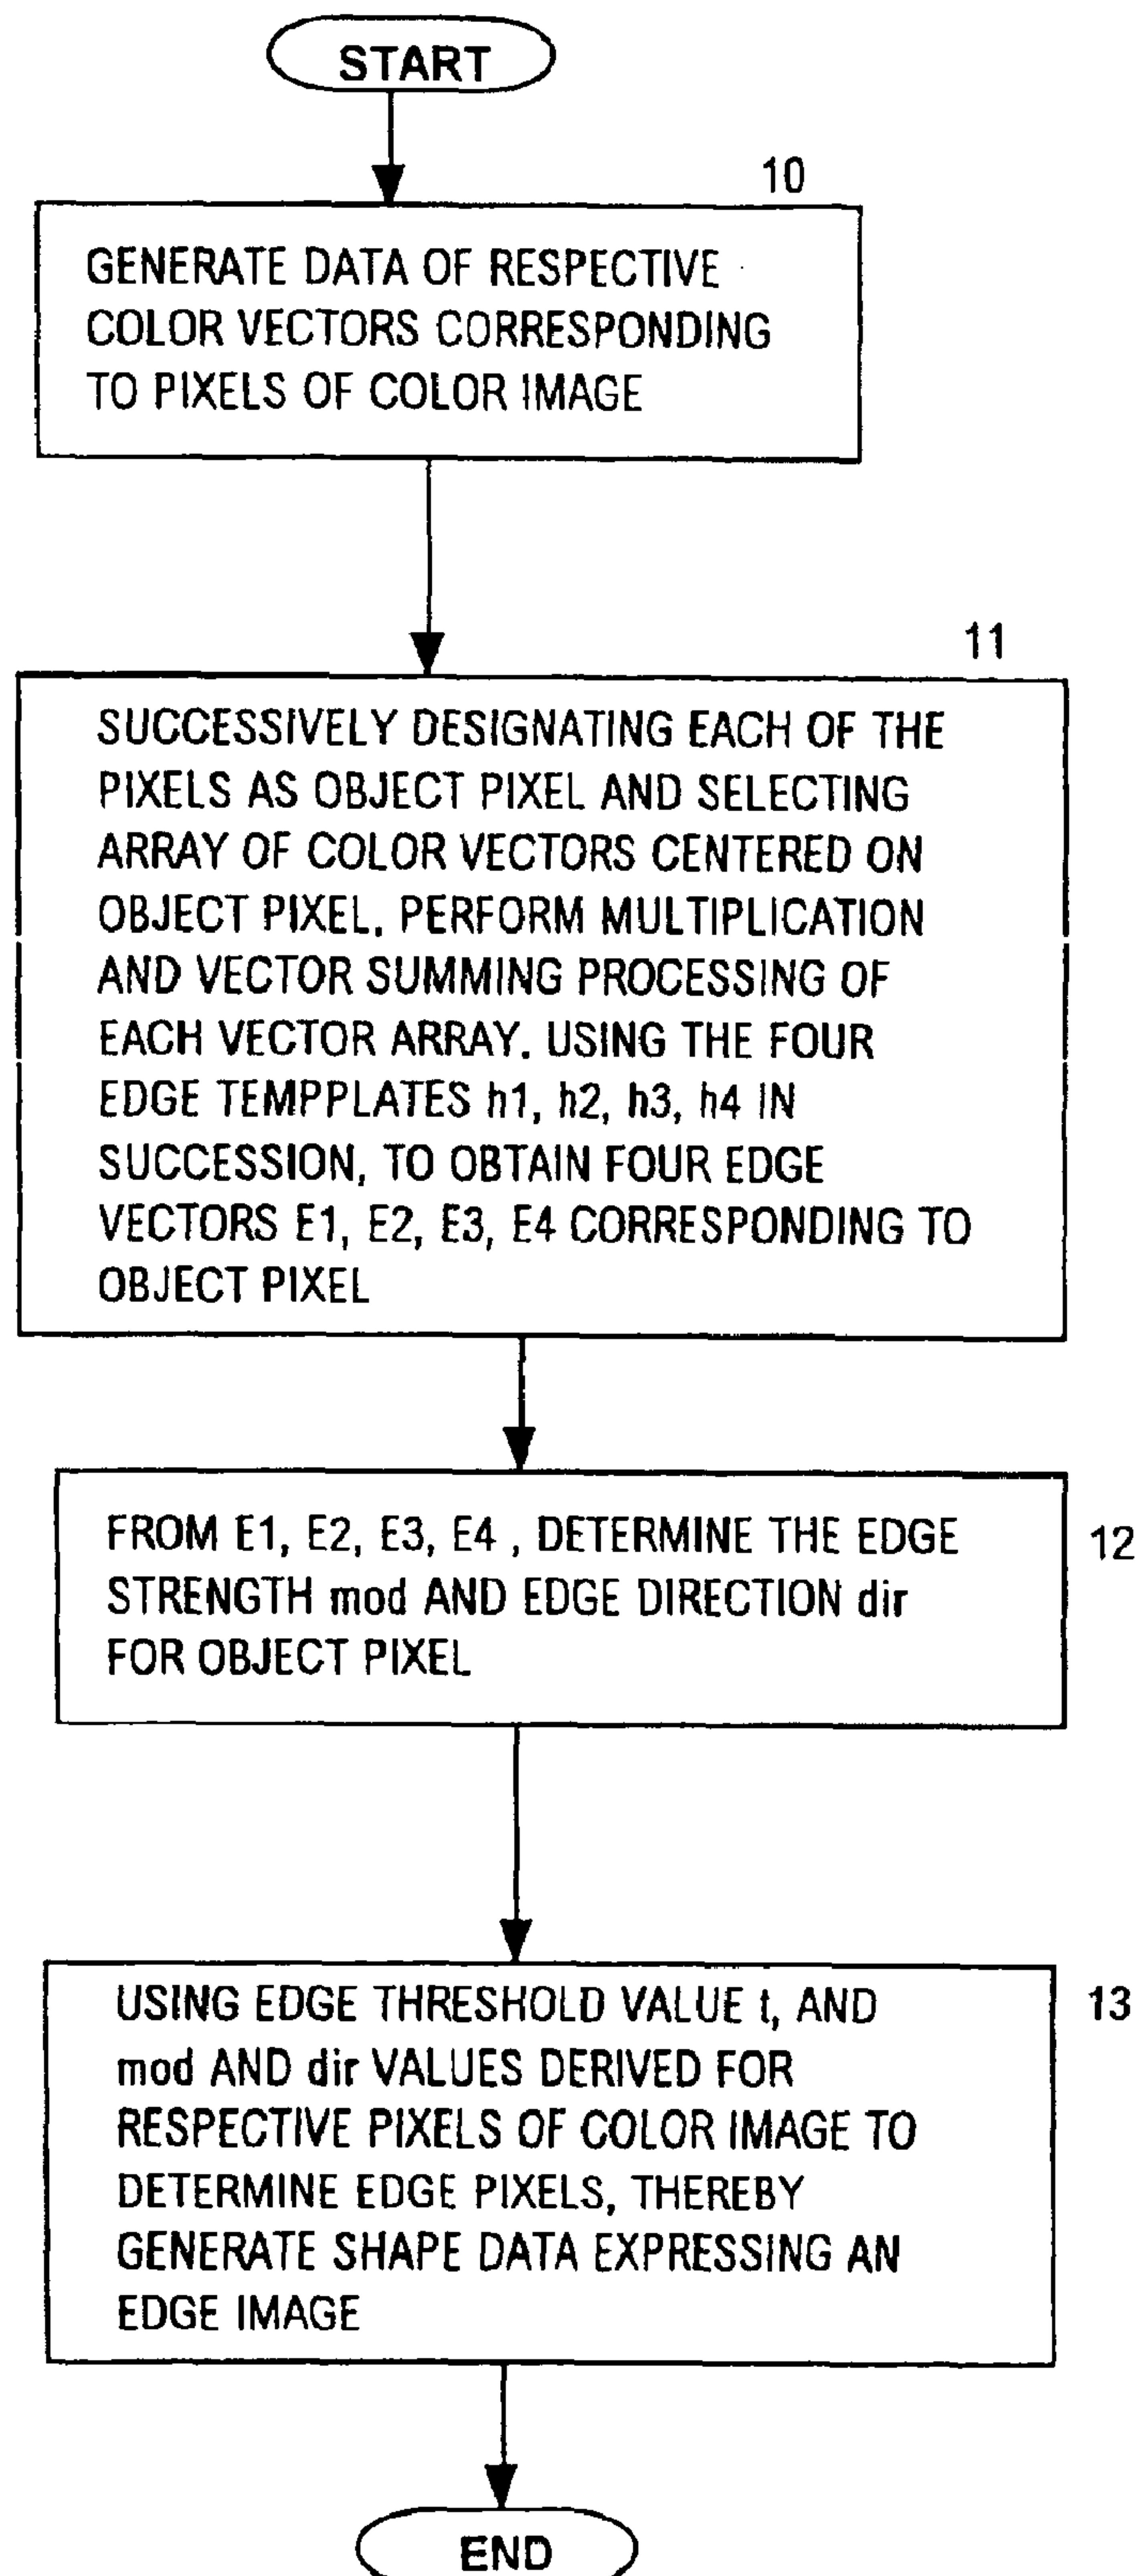 START
10
GENERATE DATA OF RESPECTIVE
COLOR VECTORS CORRESPONDING
TO PIXELS OF COLOR IMAGE
11
SUCCESSIVELY DESIGNATING EACH OF THE
PIXELS AS OBJECT PIXEL AND SELECTING
ARRAY OF COLOR VECTORS CENTERED ON
OBJECT PIXEL, PERFORM MULTIPLICATION
AND VECTOR SUMMING PROCESSING OF
EACH VECTOR ARRAY. USING THE FOUR
EDGE TEMPPLATES h1, h2, h3, h4 IN
SUCCESSION, TO OBTAIN FOUR EDGE
VECTORS E1, E2, E3, E4 CORRESPONDING TO
OBJECT PIXEL
FROM E1, E2, E3, E4 , DETERMINE THE EDGE
STRENGTH mod AND EDGE DIRECTION dir
FOR OBJECT PIXEL
12
USING EDGE THRESHOLD VALUE t, AND
mod AND dir VALUES DERIVED FOR
RESPECTIVE PIXELS OF COLOR IMAGE TO
DETERMINE EDGE PIXELS, THEREBY
GENERATE SHAPE DATA EXPRESSING AN
EDGE IMAGE
13
END